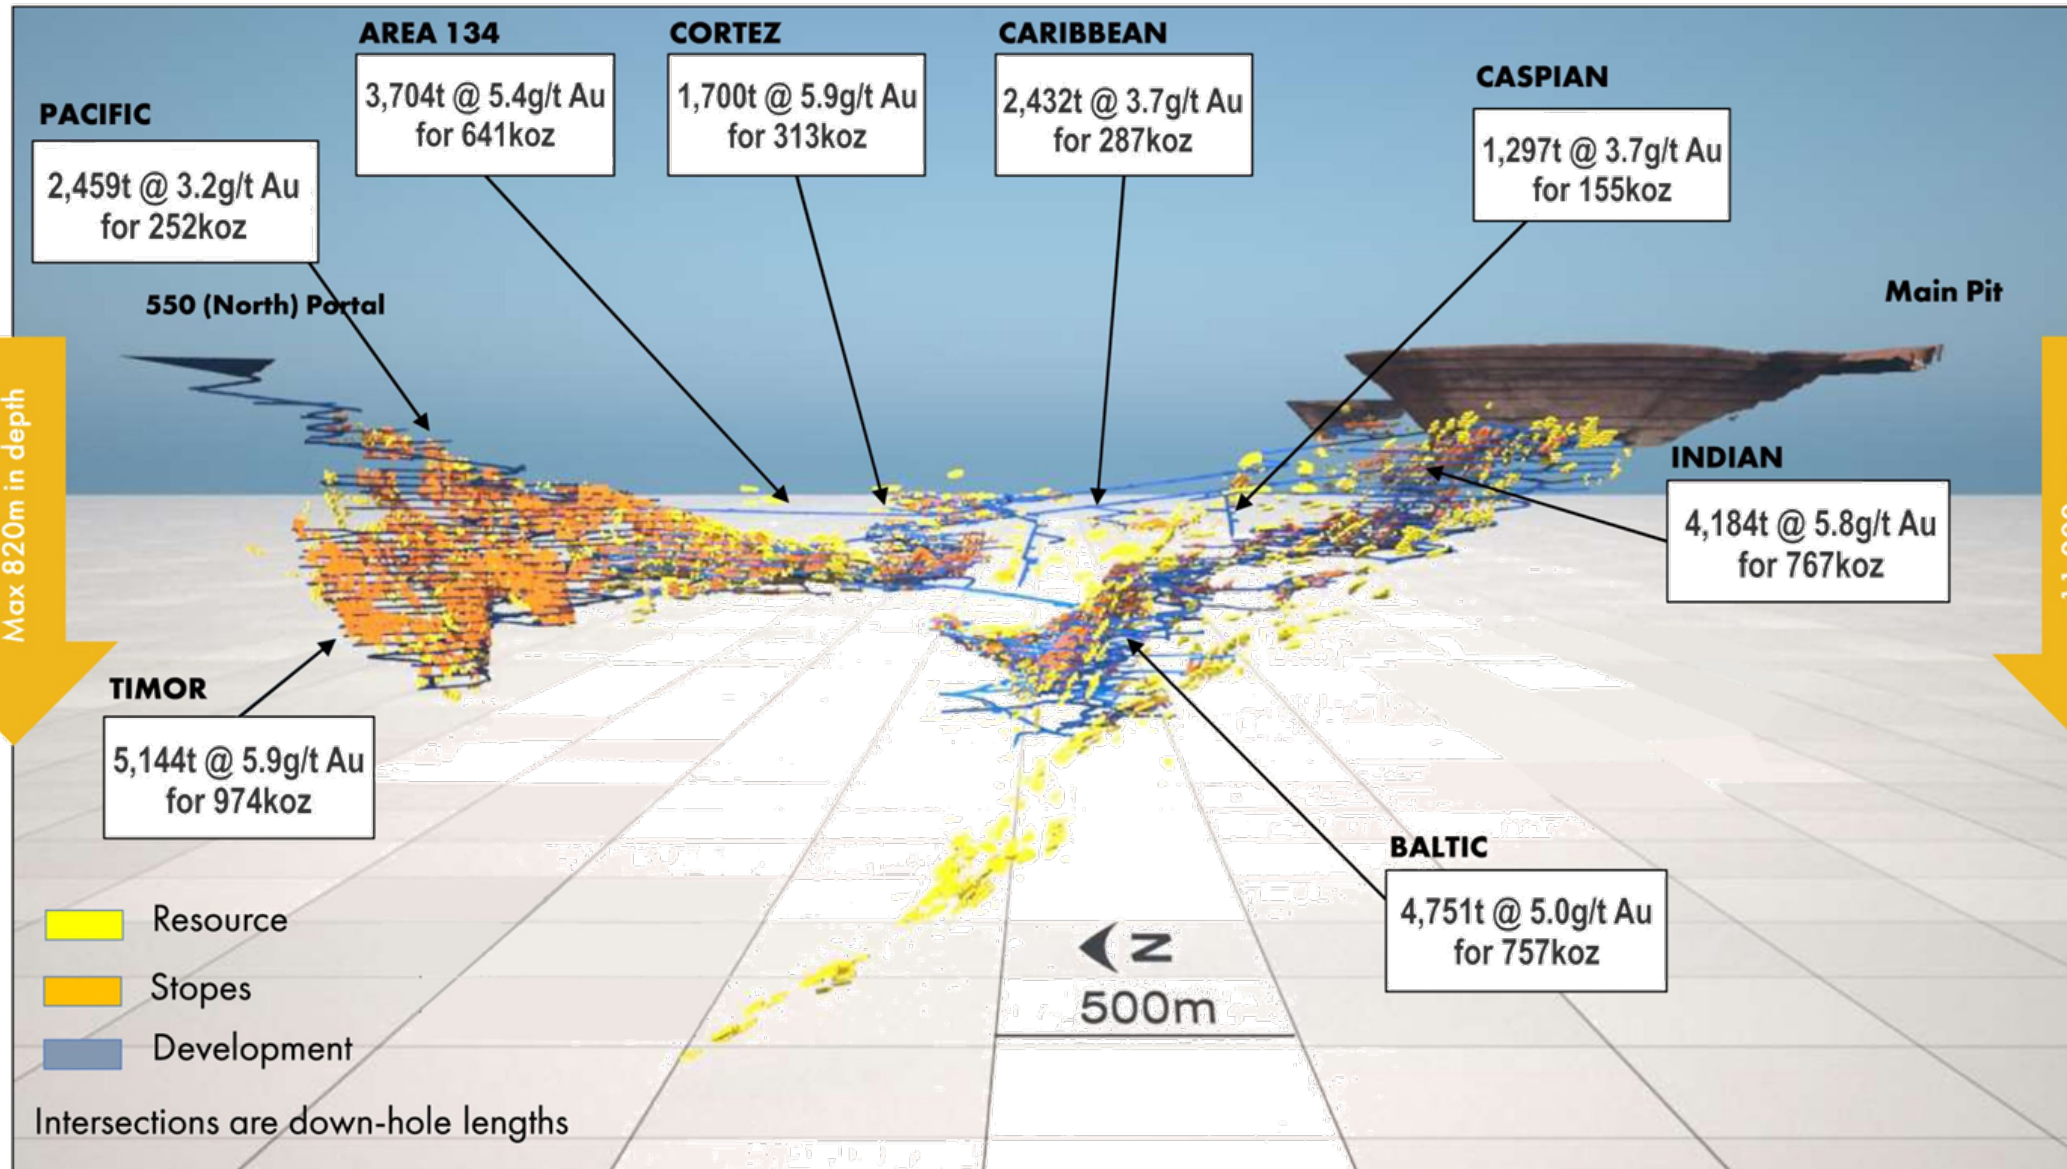 AREA 134
3,704t @ 5.4g/t Au
for 641koz
CORTEZ
1,700t @ 5.9g/t Au
for 313koz
CARIBBEAN
2,432t @ 3.7g/t Au
for 287koz
CASPIAN
1,297t @ 3.7g/t Au
for 155koz
PACIFIC
2,459t @ 3.2g/t Au
for 252koz
550 (North) Portal
Main Pit
Max 820m in depth
INDIAN
4,184t @ 5.8g/t Au
for 767koz
TIMOR
5,144t @ 5.9g/t Au
for 974koz
BALTIC
4,751t @ 5.0g/t Au
for 757koz
N
500m
Resource
Stopes
Development
Intersections are down-hole lengths